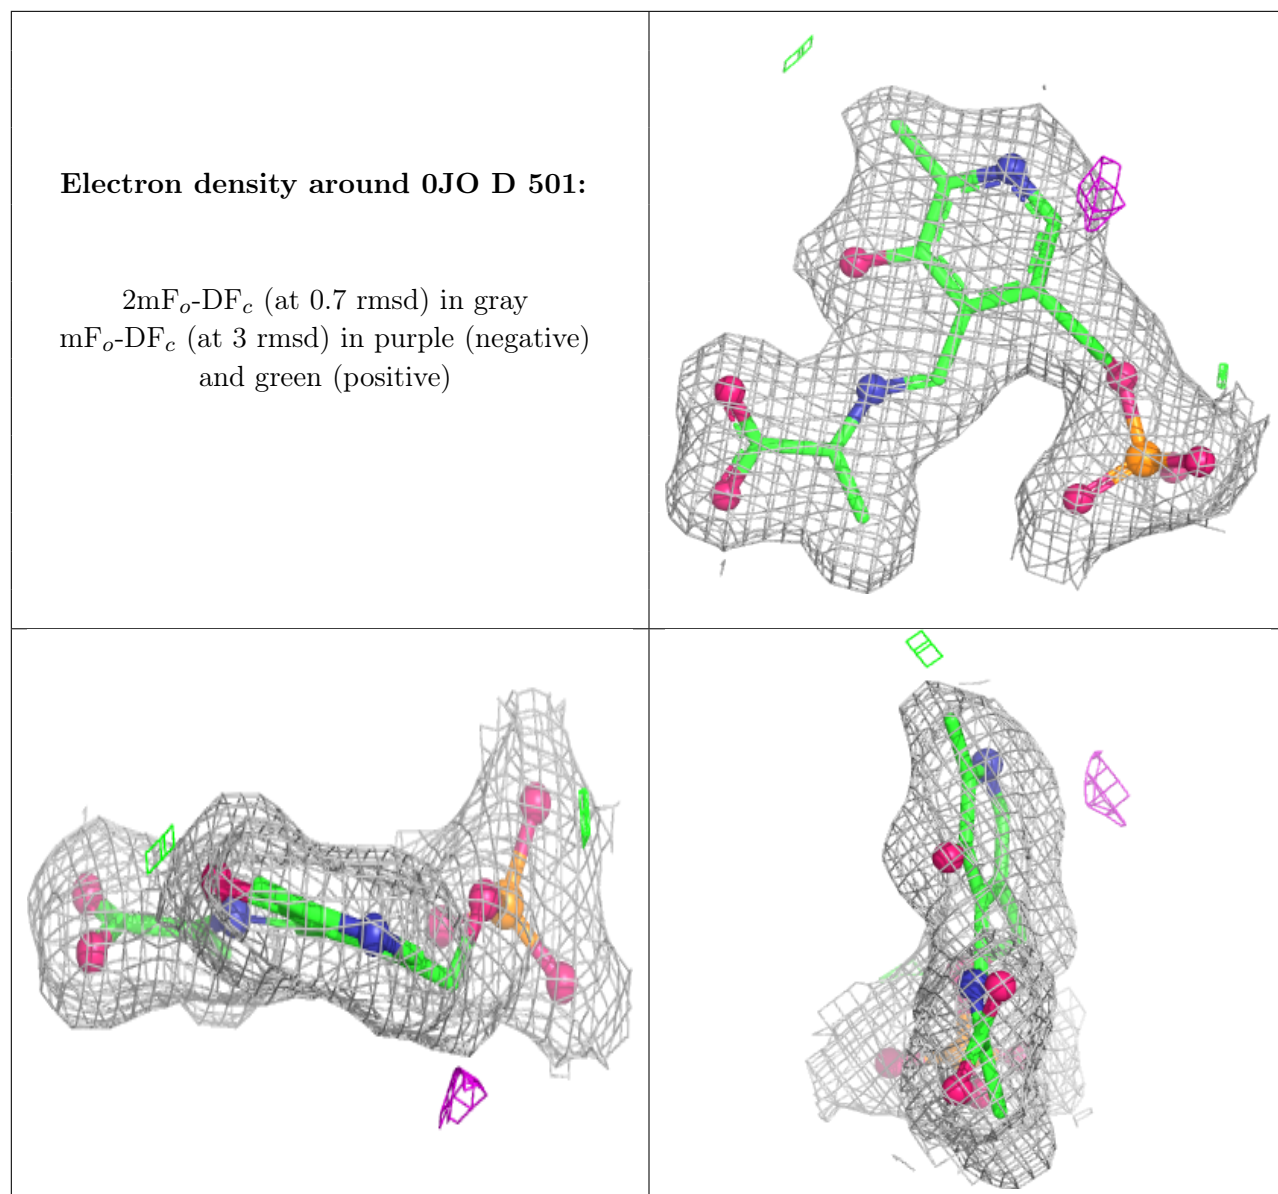 Electron density around 0JO D 501:
2mFo-DFc (at 0.7 rmsd) in gray
mFo-DFc (at 3 rmsd) in purple (negative)
and green (positive)